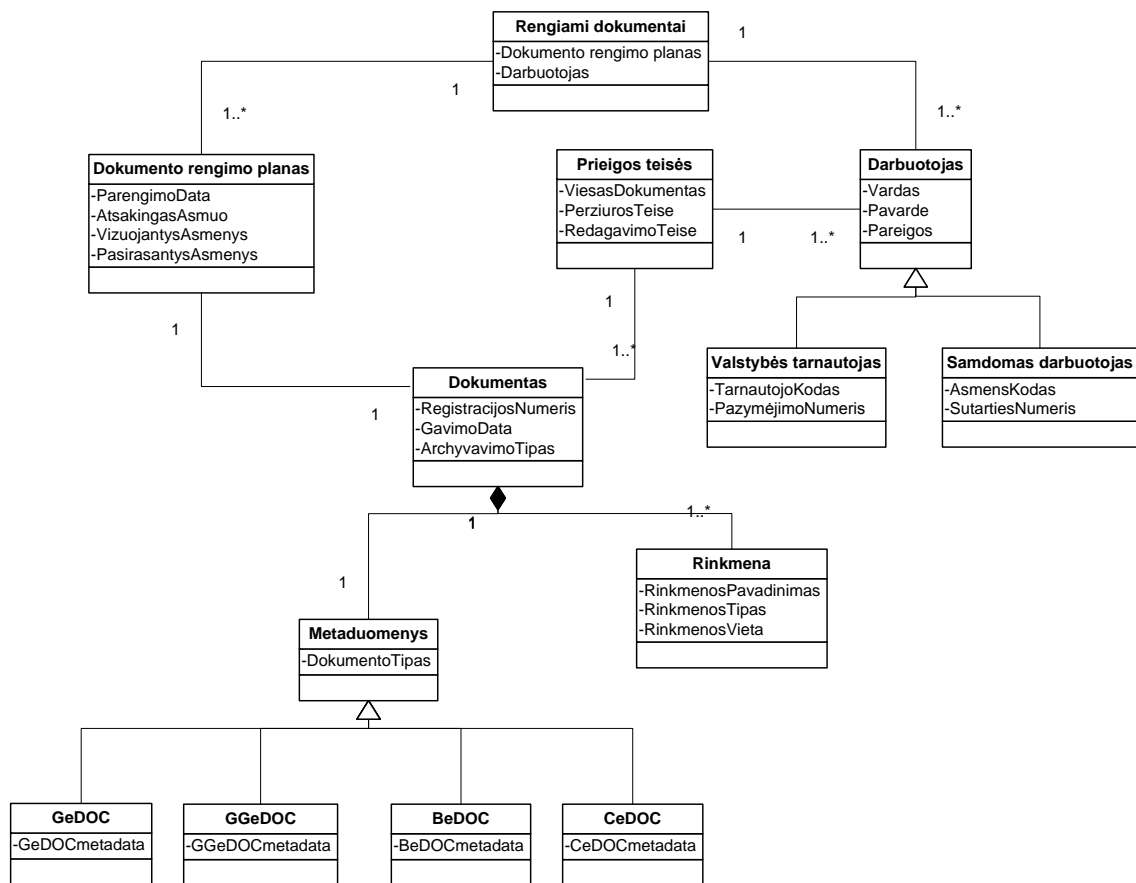 Rengiami dokumentai
-Dokumento rengimo planas
-Darbuotojas
1
1
1..*
1..*
Dokumento rengimo planas
-ParengimoData
-AtsakingasAsmuo
-VizuojantysAsmenys
-PasirasantysAsmenys
Prieigos teisės
-ViesasDokumentas
-PerziurosTeise
-RedagavimoTeise
Darbuotojas
-Vardas
-Pavarde
-Pareigos
1
1..*
1
1..*
1
1
Valstybės tarnautojas
-TarnautojoKodas
-PazymėjimoNumeris
Samdomas darbuotojas
-AsmensKodas
-SutartiesNumeris
Dokumentas
-RegistracijosNumeris
-GavimoData
-ArchyvavimoTipas
1
1..*
1
Rinkmena
-RinkmenosPavadinimas
-RinkmenosTipas
-RinkmenosVieta
Metaduomenys
-DokumentoTipas
GeDOC
-GeDOCmetadata
GGeDOC
-GGeDOCmetadata
BeDOC
-BeDOCmetadata
CeDOC
-CeDOCmetadata